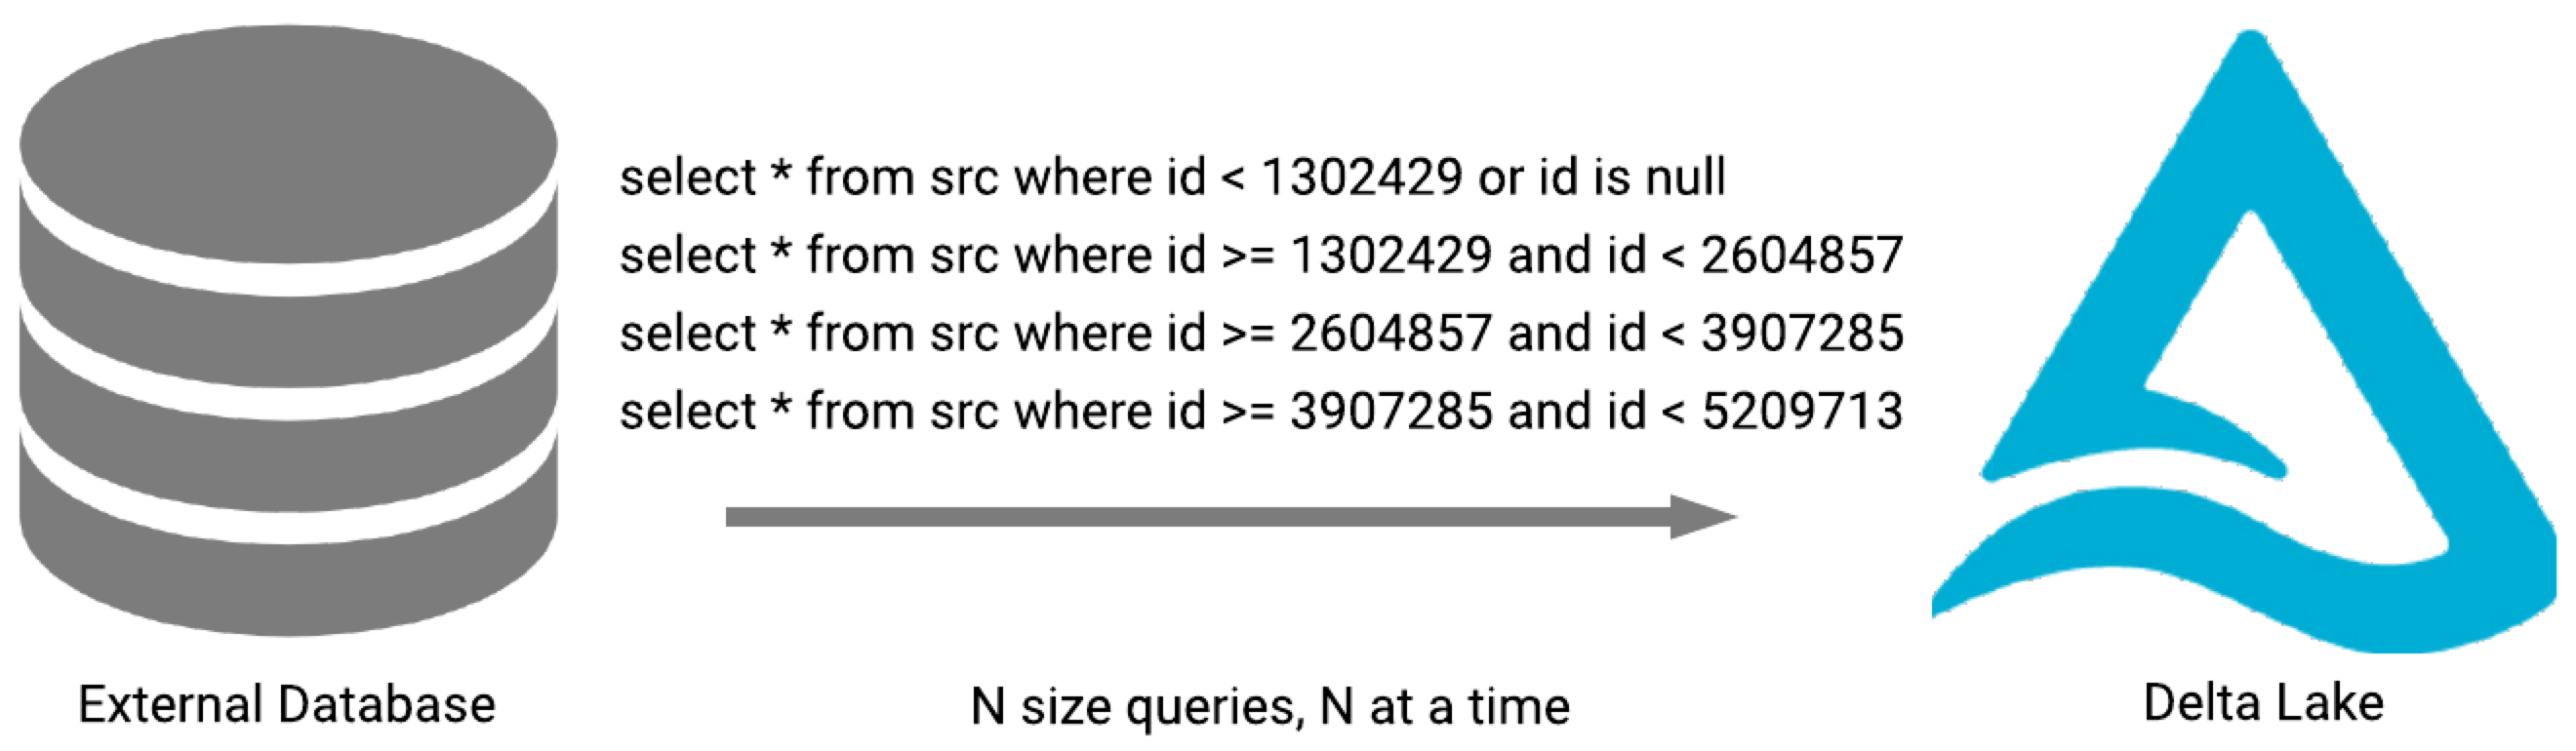 select * from src where id < 1302429 or id is null
select * from src where id >= 1302429 and id < 2604857
select * from src where id >= 2604857 and id < 3907285
select * from src where id >= 3907285 and id < 5209713
External Database
N size queries, N at a time
Delta Lake